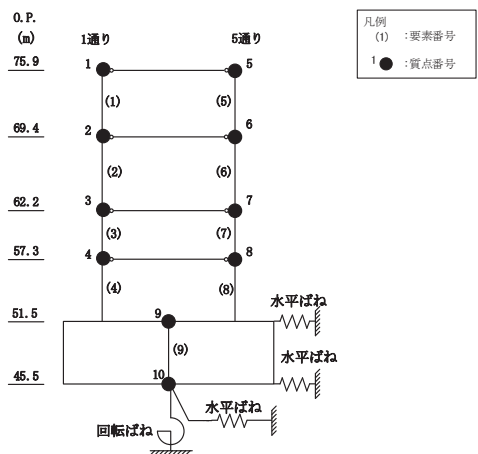 O.P.
(m)
1通り
5通り
凡例
(1) :要素番号
1 :質点番号
75.9
1
5
(1)
(5)
69.4
2
6
(2)
(6)
62.2
3
7
(3)
(7)
57.3
4
8
(4)
(8)
水平ばね
51.5
9
(9)
水平ばね
45.5
10
水平ばね
回転ばね